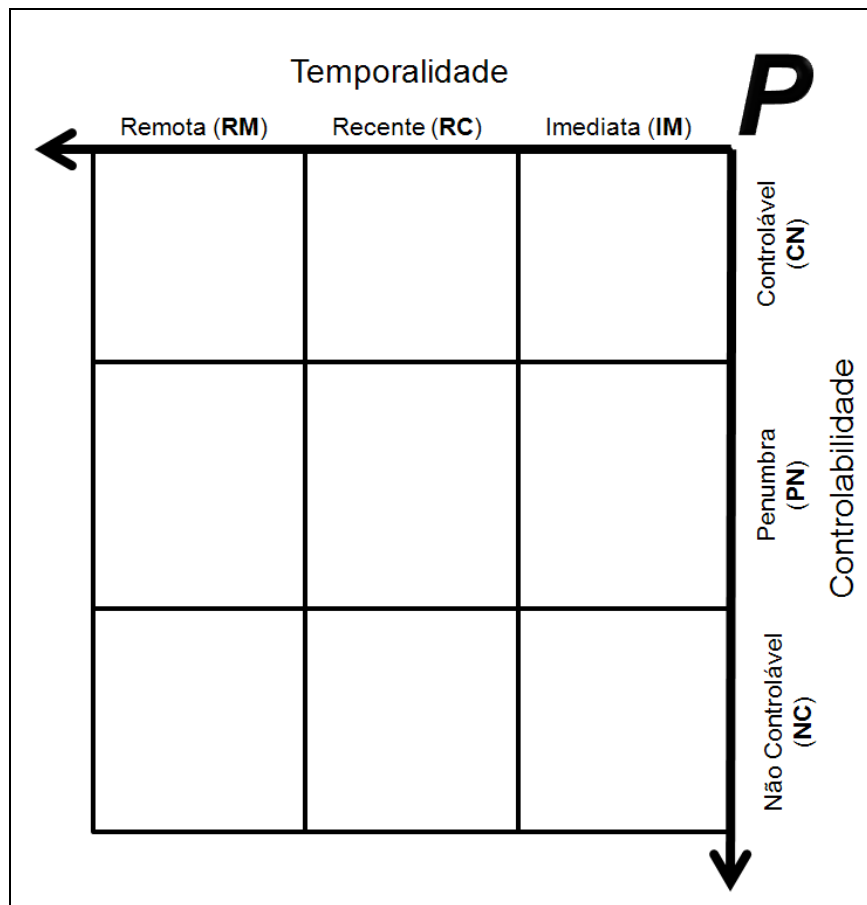 Temporalidade
P
Remota (RM)
Recente (RC)
Imediata (IM)
Controlável
(CN)
Penumbra
(PN)
Não Controlável
(NC)
Controlabilidade